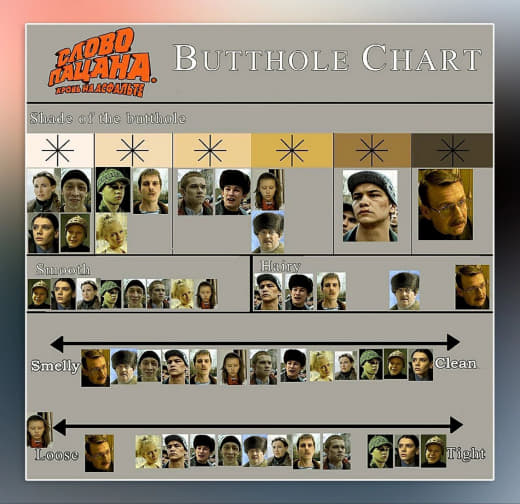 СЛОВО
ПАЦАНА.
КРОВЬ НА АСФАЛЬТЕ
BUTTHOLE CHART
Shade of the butthole
Smooth
Hairy
Smelly
Clean
Loose
Tight